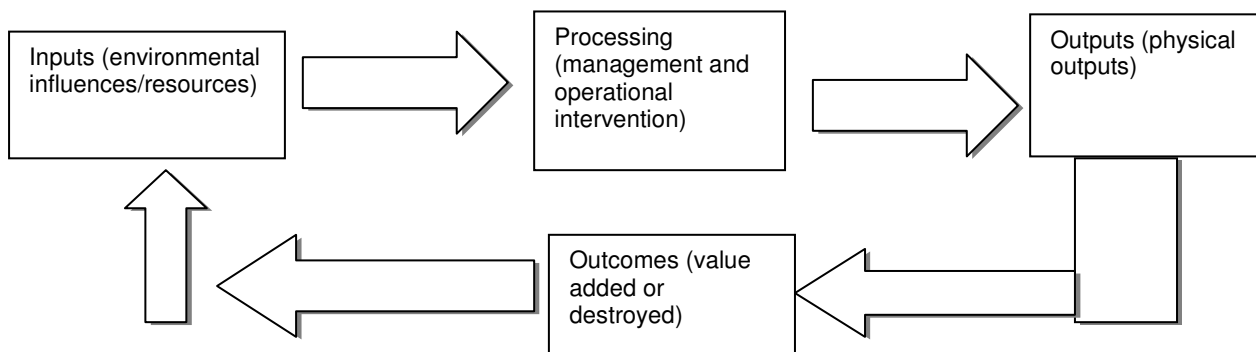 Inputs (environmental
influences/resources)
Processing
(management and
operational
intervention)
Outputs (physical
outputs)
Outcomes (value
added or
destroyed)